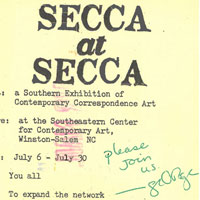 SECCA
at
SECCA
: a Southern Exhibition of
Contemporary Correspondence Art
e: at the Southeastern Center
for Contemporary Art,
Winston-Salem NC
: July 6 - July 30
You all
To expand the network
please
join
us